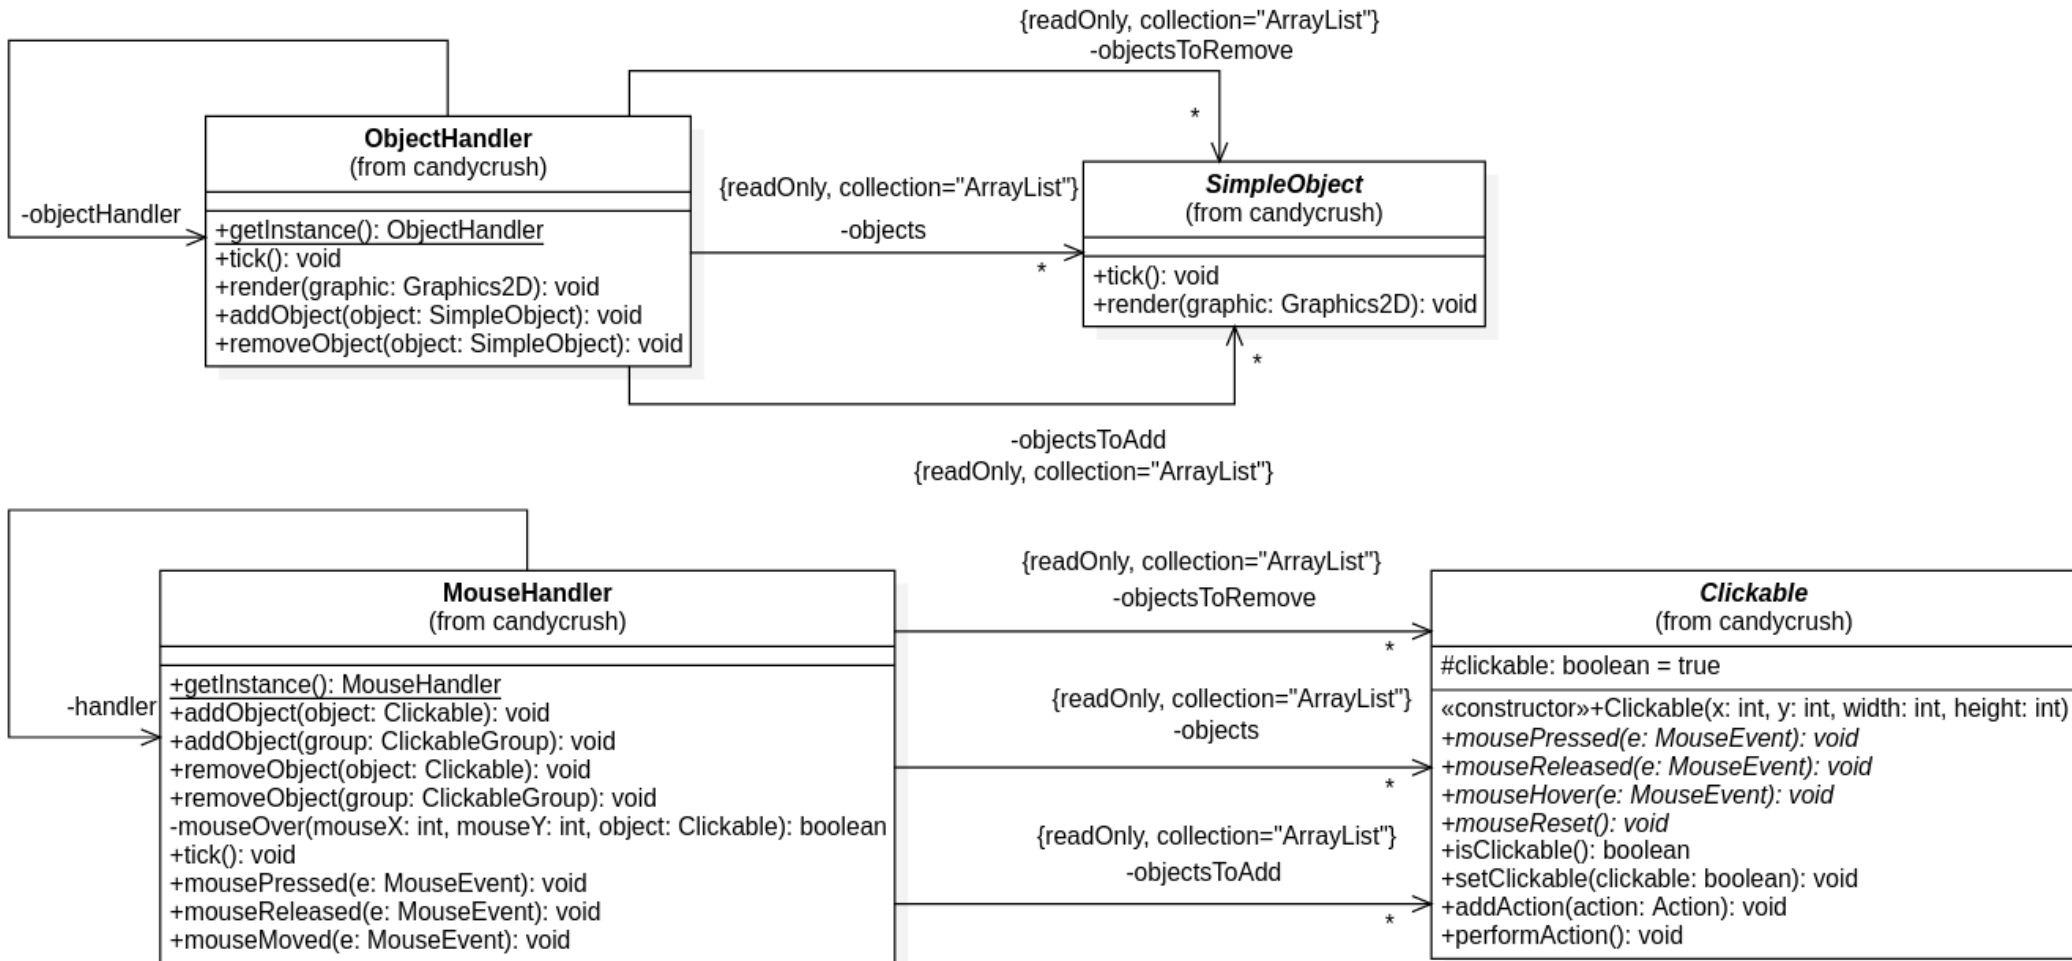 {readOnly, collection="ArrayList"}
-objectsToRemove
*
ObjectHandler
(from candycrush)
-objectHandler
+getInstance(): ObjectHandler
+tick(): void
+render(graphic: Graphics2D): void
+addObject(object: SimpleObject): void
+removeObject(object: SimpleObject): void
{readOnly, collection="ArrayList"}
-objects
*
SimpleObject
(from candycrush)
+tick(): void
+render(graphic: Graphics2D): void
*
-objectsToAdd
{readOnly, collection="ArrayList"}
MouseHandler
(from candycrush)
-handler
+getInstance(): MouseHandler
+addObject(object: Clickable): void
+addObject(group: ClickableGroup): void
+removeObject(object: Clickable): void
+removeObject(group: ClickableGroup): void
-mouseOver(mouseX: int, mouseY: int, object: Clickable): boolean
+tick(): void
+mousePressed(e: MouseEvent): void
+mouseReleased(e: MouseEvent): void
+mouseMoved(e: MouseEvent): void
{readOnly, collection="ArrayList"}
-objectsToRemove
*
{readOnly, collection="ArrayList"}
-objects
*
{readOnly, collection="ArrayList"}
-objectsToAdd
*
Clickable
(from candycrush)
#clickable: boolean = true
«constructor»+Clickable(x: int, y: int, width: int, height: int)
+mousePressed(e: MouseEvent): void
+mouseReleased(e: MouseEvent): void
+mouseHover(e: MouseEvent): void
+mouseReset(): void
+isClickable(): boolean
+setClickable(clickable: boolean): void
+addAction(action: Action): void
+performAction(): void